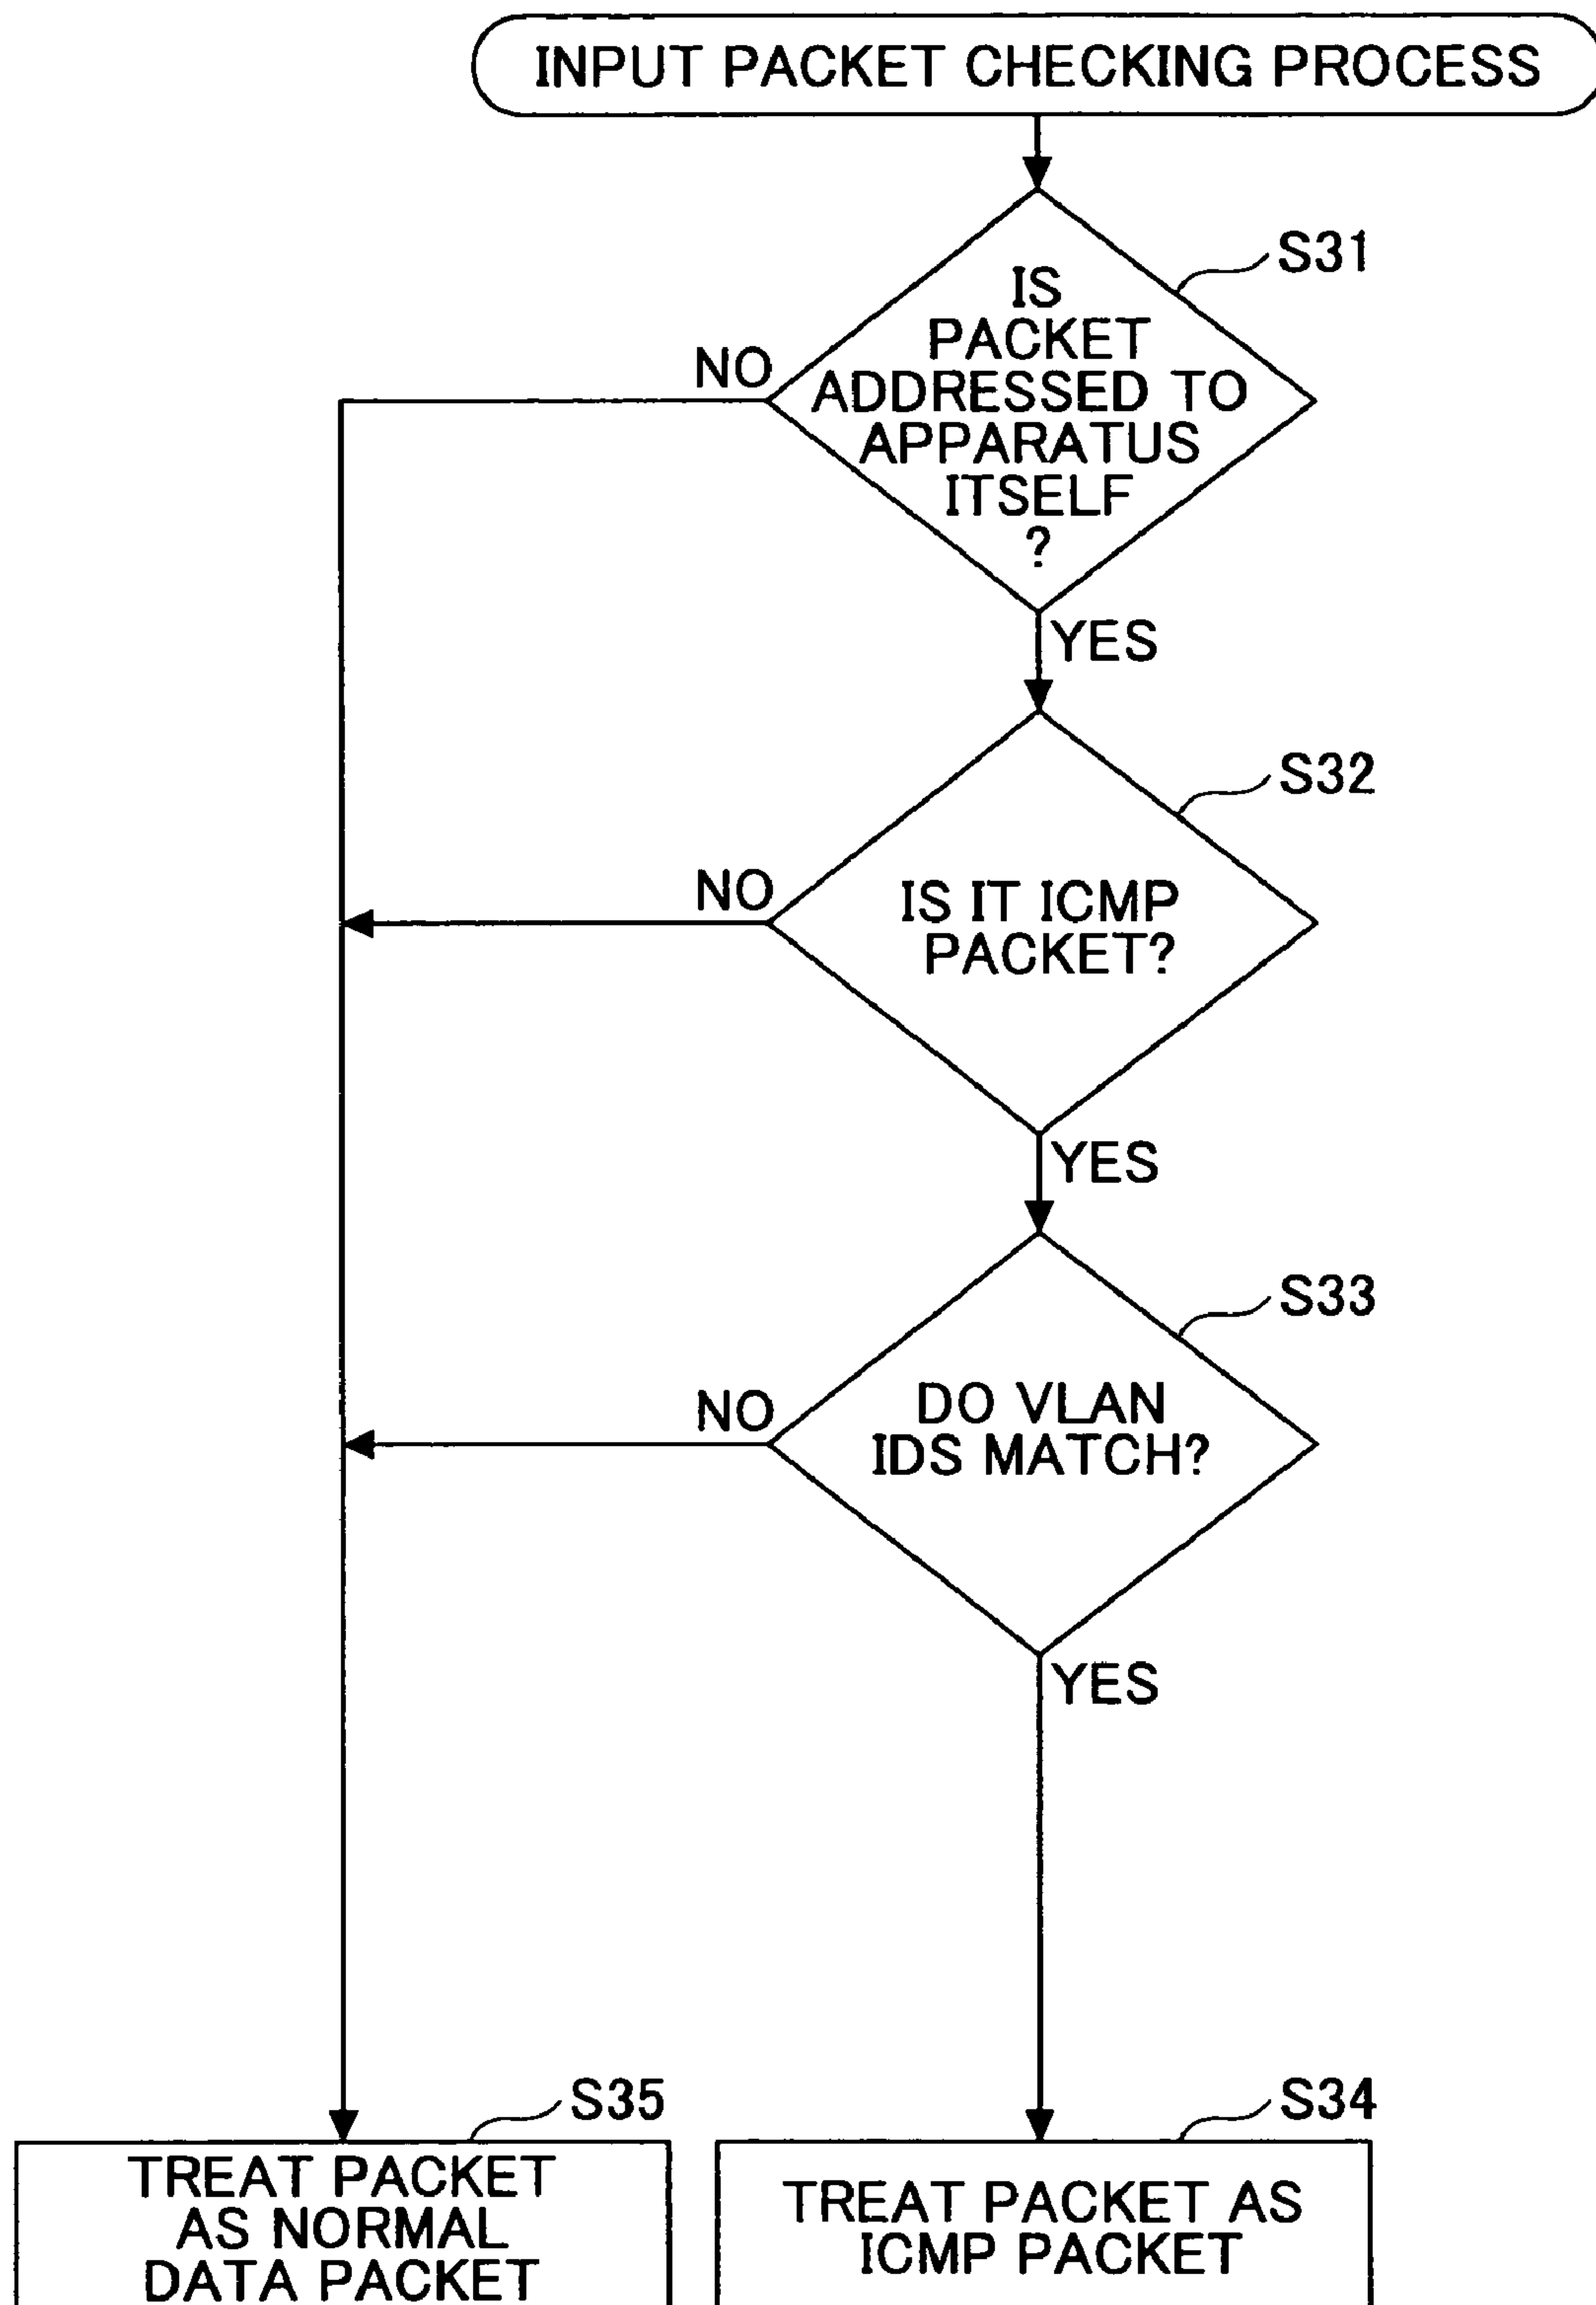 INPUT PACKET CHECKING PROCESS
S31
IS
PACKET
ADDRESSED TO
APPARATUS
ITSELF
?
NO
YES
S32
IS IT ICMP
PACKET?
NO
YES
S33
DO VLAN
IDS MATCH?
NO
YES
S35
TREAT PACKET
AS NORMAL
DATA PACKET
S34
TREAT PACKET AS
ICMP PACKET